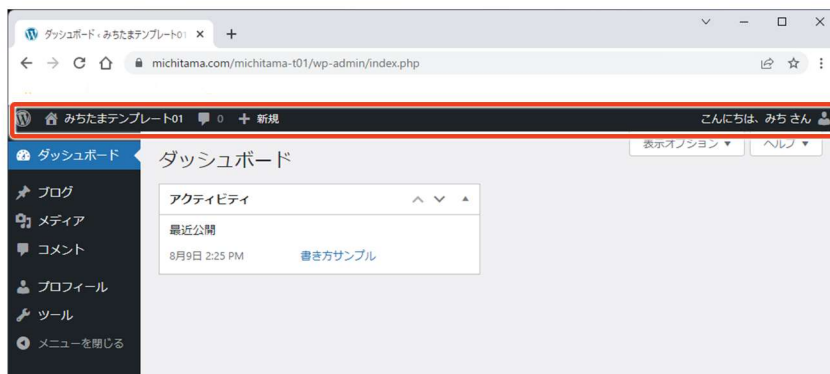 ダッシュボード ‹ みちたまテンプレート01
michitama.com/michitama-t01/wp-admin/index.php
みちたまテンプレート01 0 新規 こんにちは、みち さん
ダッシュボード
ブログ
メディア
コメント
プロフィール
ツール
メニューを閉じる
表示オプション ヘルプ
ダッシュボード
アクティビティ
最近公開
8月9日 2:25 PM 書き方サンプル